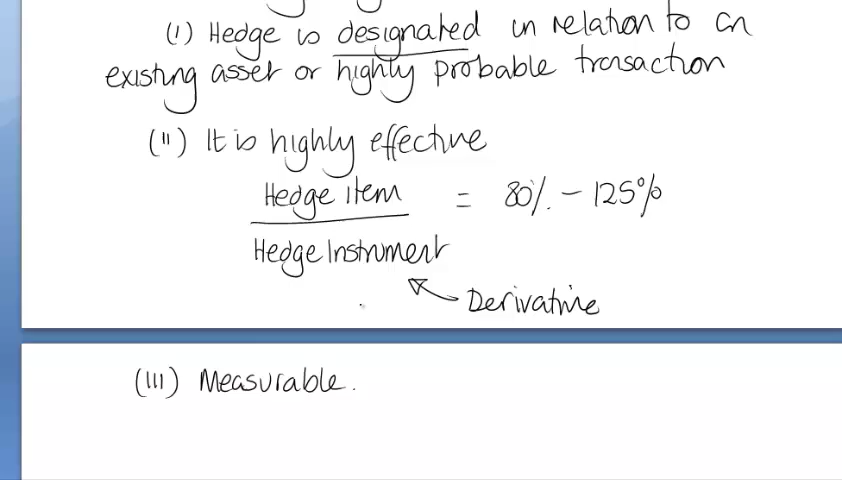 (I) Hedge is designated in relation to an
existing asset or highly probable transaction
(II) It is highly effective
Hedge item = 80% - 125%
Hedge Instrument
Derivative
(III) Measurable.